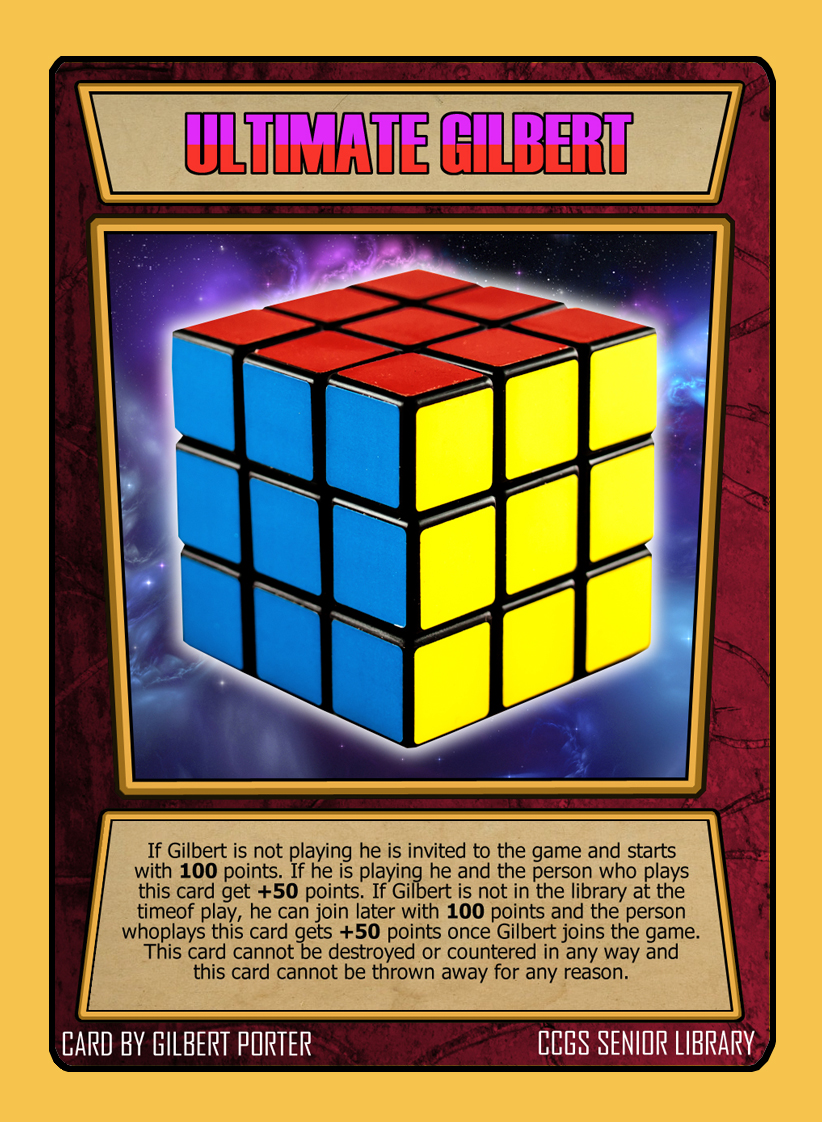 ULTIMATE GILBERT
If Gilbert is not playing he is invited to the game and starts
with 100 points. If he is playing he and the person who plays
this card get +50 points. If Gilbert is not in the library at the
timeof play, he can join later with 100 points and the person
whoplays this card gets +50 points once Gilbert joins the game.
This card cannot be destroyed or countered in any way and
this card cannot be thrown away for any reason.
CARD BY GILBERT PORTER
CCGS SENIOR LIBRARY